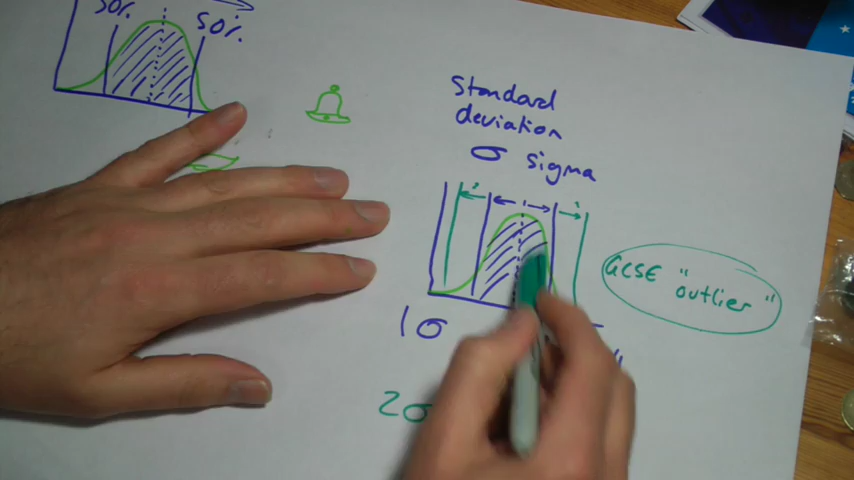 50%
50%
Standard
deviation
σ sigma
GCSE "
outlier "
1σ
2σ